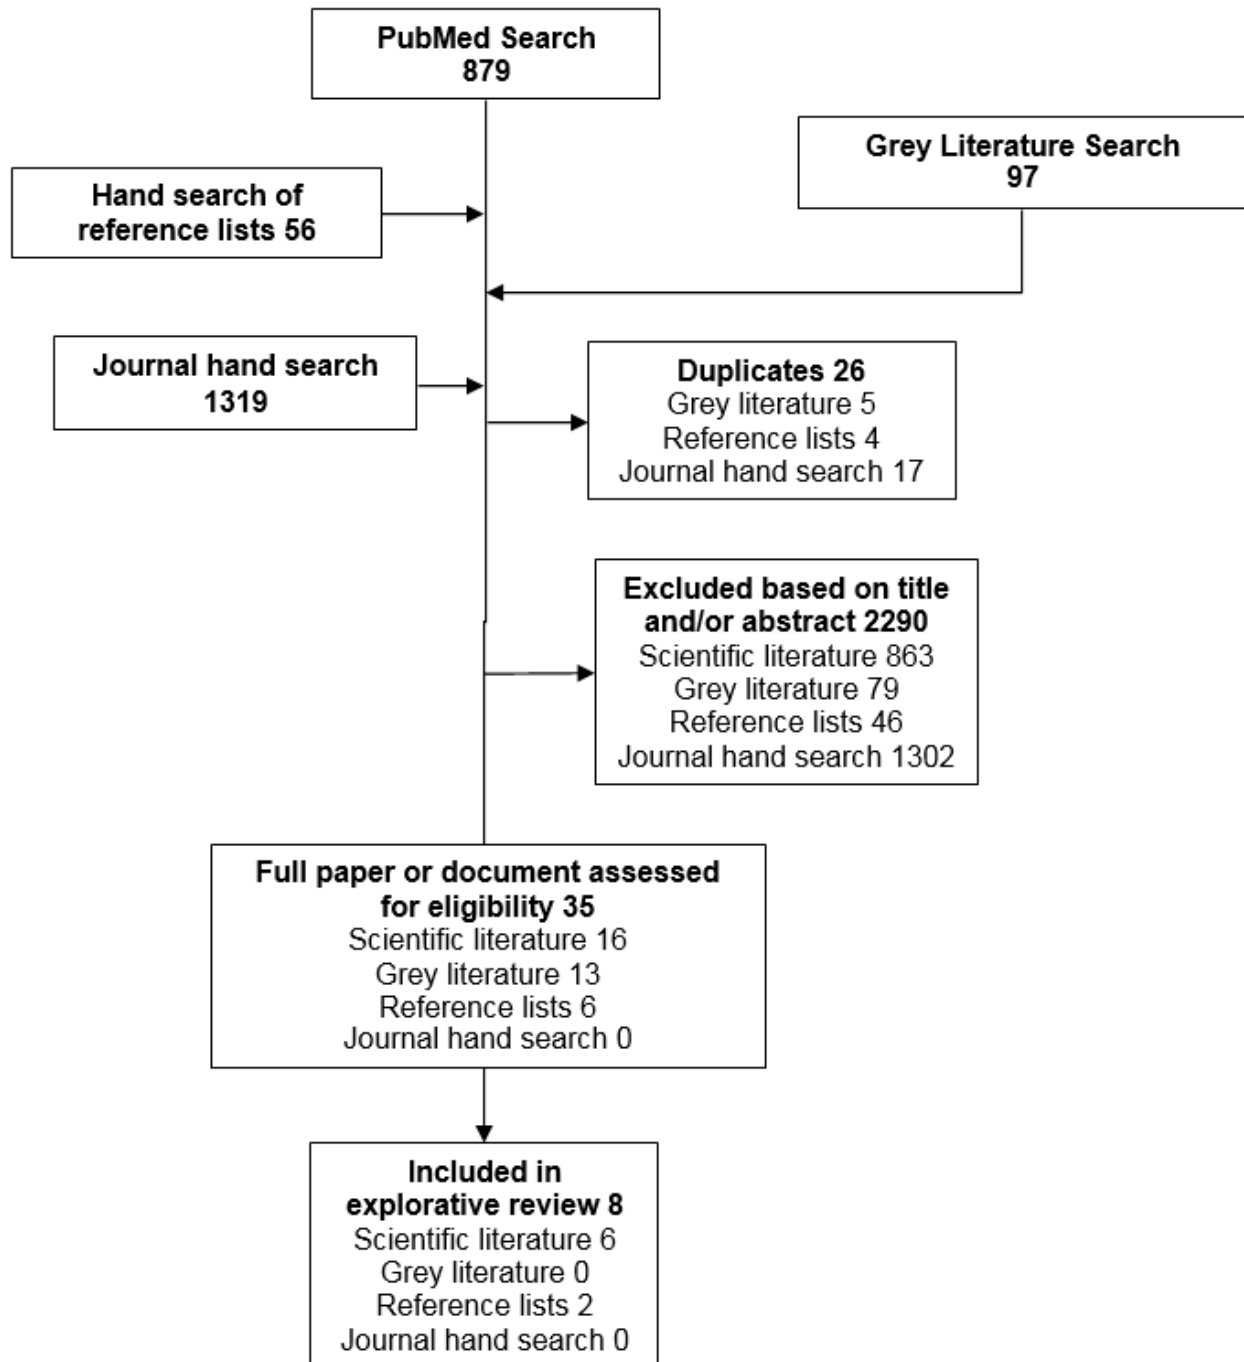 PubMed Search
879
Grey Literature Search
97
Hand search of
reference lists 56
Journal hand search
1319
Duplicates 26
Grey literature 5
Reference lists 4
Journal hand search 17
Excluded based on title
and/or abstract 2290
Scientific literature 863
Grey literature 79
Reference lists 46
Journal hand search 1302
Full paper or document assessed
for eligibility 35
Scientific literature 16
Grey literature 13
Reference lists 6
Journal hand search 0
Included in
explorative review 8
Scientific literature 6
Grey literature 0
Reference lists 2
Journal hand search 0